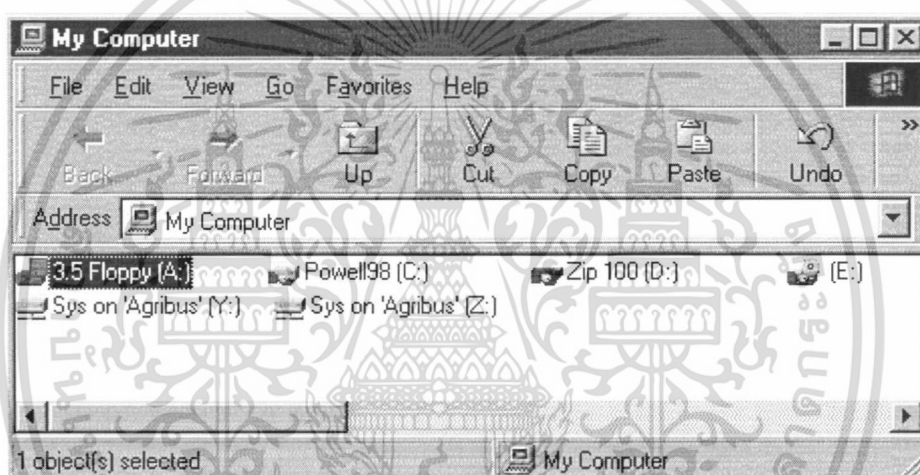 My Computer
File Edit View Go Favorites Help
Back Forward Up Cut Copy Paste Undo »
Address My Computer
3.5 Floppy (A:) Powell98 (C:) Zip 100 (D:) (E:)
Sys on 'Agribus' (Y:) Sys on 'Agribus' (Z:)
1 object(s) selected My Computer